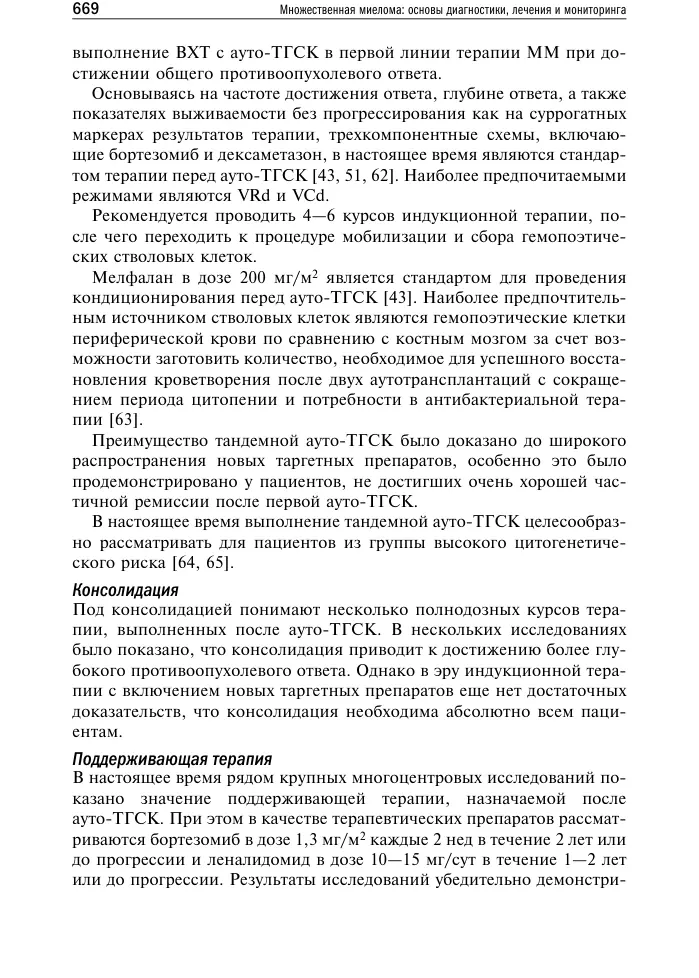 669
Множественная миелома: основы диагностики, лечения и мониторинга
выполнение ВХТ с ауто-ТГСК в первой линии терапии ММ при до-
стижении общего противоопухолевого ответа.
Основываясь на частоте достижения ответа, глубине ответа, а также
показателях выживаемости без прогрессирования как на суррогатных
маркерах результатов терапии, трехкомпонентные схемы, включаю-
щие бортезомиб и дексаметазон, в настоящее время являются стандар-
том терапии перед ауто-ТГСК [43, 51, 62]. Наиболее предпочитаемыми
режимами являются VRd и VCd.
Рекомендуется проводить 4—6 курсов индукционной терапии, по-
сле чего переходить к процедуре мобилизации и сбора гемопоэтиче-
ских стволовых клеток.
Мелфалан в дозе 200 мг/м² является стандартом для проведения
кондиционирования перед ауто-ТГСК [43]. Наиболее предпочтитель-
ным источником стволовых клеток являются гемопоэтические клетки
периферической крови по сравнению с костным мозгом за счет воз-
можности заготовить количество, необходимое для успешного восста-
новления кроветворения после двух аутотрансплантаций с сокраще-
нием периода цитопении и потребности в антибактериальной тера-
пии [63].
Преимущество тандемной ауто-ТГСК было доказано до широкого
распространения новых таргетных препаратов, особенно это было
продемонстрировано у пациентов, не достигших очень хорошей час-
тичной ремиссии после первой ауто-ТГСК.
В настоящее время выполнение тандемной ауто-ТГСК целесообраз-
но рассматривать для пациентов из группы высокого цитогенетиче-
ского риска [64, 65].
Консолидация
Под консолидацией понимают несколько полнодозных курсов тера-
пии, выполненных после ауто-ТГСК. В нескольких исследованиях
было показано, что консолидация приводит к достижению более глу-
бокого противоопухолевого ответа. Однако в эру индукционной тера-
пии с включением новых таргетных препаратов еще нет достаточных
доказательств, что консолидация необходима абсолютно всем паци-
ентам.
Поддерживающая терапия
В настоящее время рядом крупных многоцентровых исследований по-
казано значение поддерживающей терапии, назначаемой после
ауто-ТГСК. При этом в качестве терапевтических препаратов рассмат-
риваются бортезомиб в дозе 1,3 мг/м² каждые 2 нед в течение 2 лет или
до прогрессии и леналидомид в дозе 10—15 мг/сут в течение 1—2 лет
или до прогрессии. Результаты исследований убедительно демонстри-